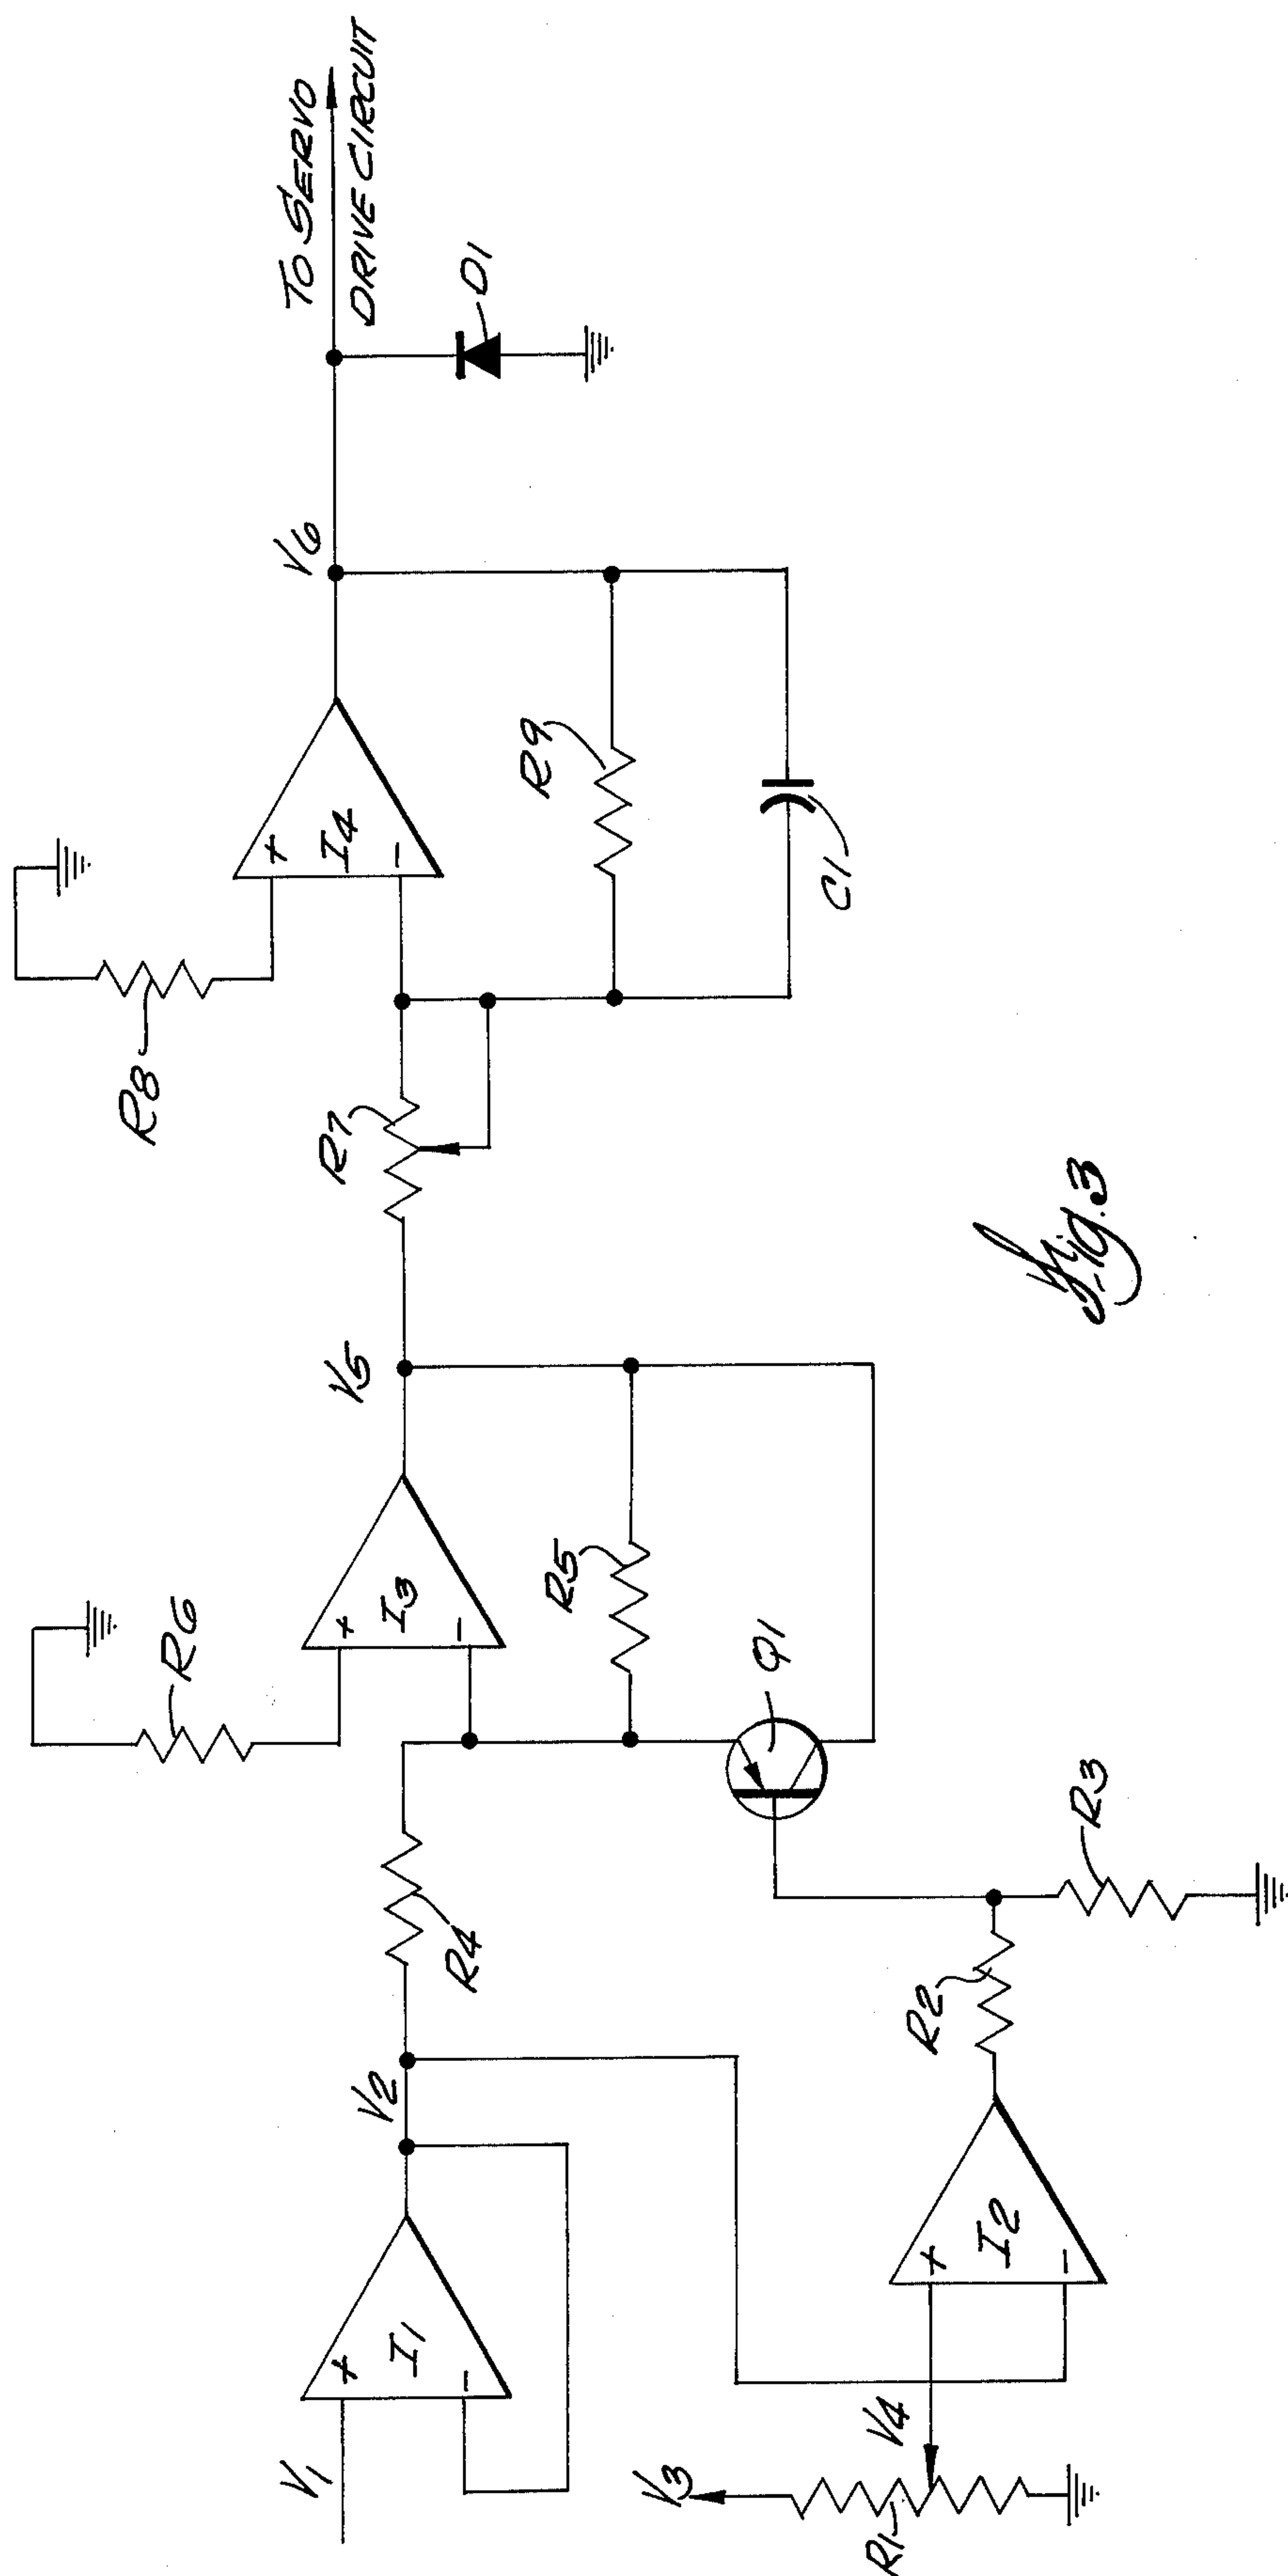 TO SERVO
DRIVE CIRCUIT
D1
V6
I4
+
-
R8
R9
C1
R7
V5
I3
+
-
R6
R5
Q1
R4
R3
R2
V2
I1
+
-
V1
I2
+
-
V4
V3
R1
Fig.3